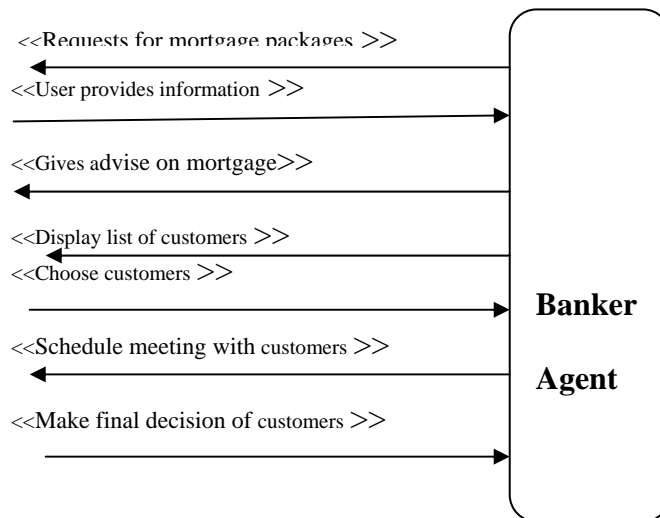 <<Requests for mortgage packages >>
<<User provides information >>
<<Gives advise on mortgage>>
<<Display list of customers >>
<<Choose customers >>
<<Schedule meeting with customers >>
<<Make final decision of customers >>
Banker
Agent